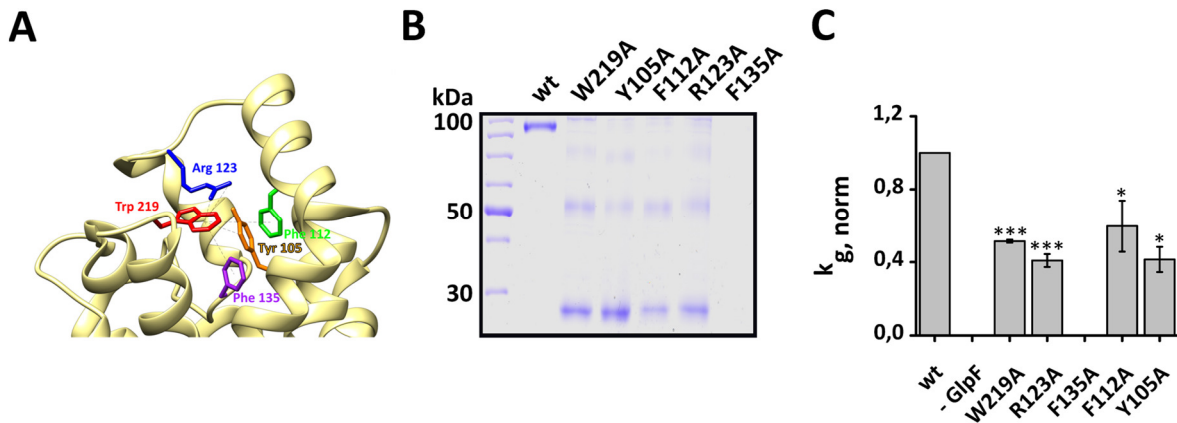 A
Arg 123
Trp 219
Phe 112
Tyr 105
Phe 135
B
wt W219A Y105A F112A R123A F135A
kDa
100
50
30
C
kg, norm
1,2
0,8
0,4
0,0
*** *** * *
wt - GlpF W219A R123A F135A F112A Y105A